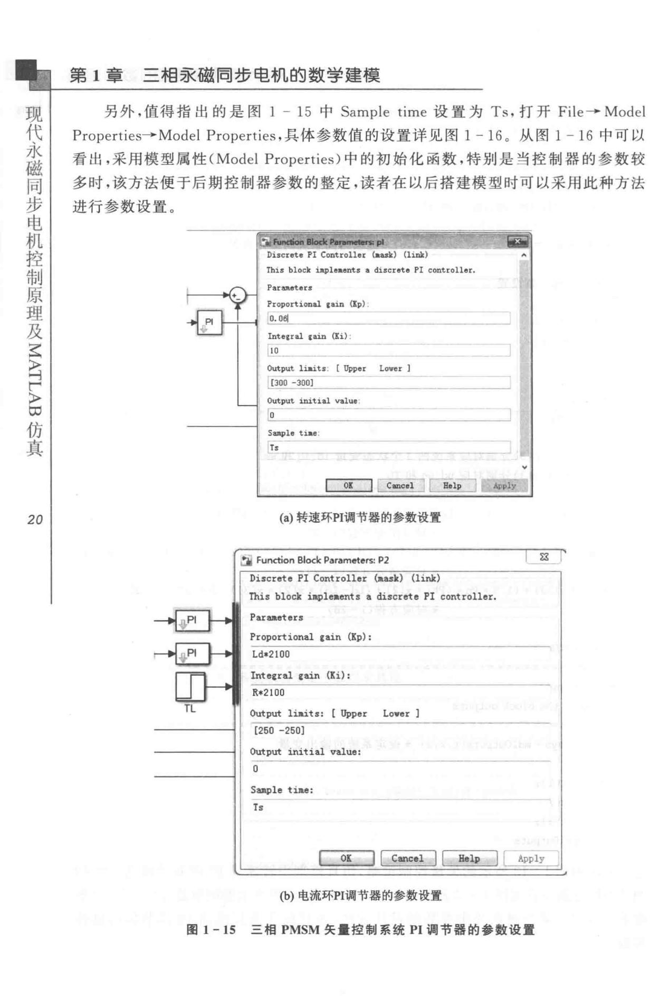 第 1 章 三相永磁同步电机的数学建模
现代永磁同步电机控制原理及MATLAB仿真
20
另外,值得指出的是图 1-15 中 Sample time 设置为 Ts,打开 File→Model
Properties→Model Properties,具体参数值的设置详见图 1-16。从图 1-16 中可以
看出,采用模型属性(Model Properties)中的初始化函数,特别是当控制器的参数较
多时,该方法便于后期控制器参数的整定,读者在以后搭建模型时可以采用此种方法
进行参数设置。
Function Block Parameters: pI
Discrete PI Controller (mask) (link)
This block implements a discrete PI controller.
Parameters
Proportional gain (Kp):
0.06
Integral gain (Ki):
10
Output limits: [ Upper Lower ]
[300 -300]
Output initial value:
0
Sample time:
Ts
OK Cancel Help Apply
PI
(a) 转速环PI调节器的参数设置
Function Block Parameters: P2
Discrete PI Controller (mask) (link)
This block implements a discrete PI controller.
Parameters
Proportional gain (Kp):
Ld*2100
Integral gain (Ki):
R*2100
Output limits: [ Upper Lower ]
[250 -250]
Output initial value:
0
Sample time:
Ts
OK Cancel Help Apply
PI
PI
TL
(b) 电流环PI调节器的参数设置
图 1-15 三相 PMSM 矢量控制系统 PI 调节器的参数设置